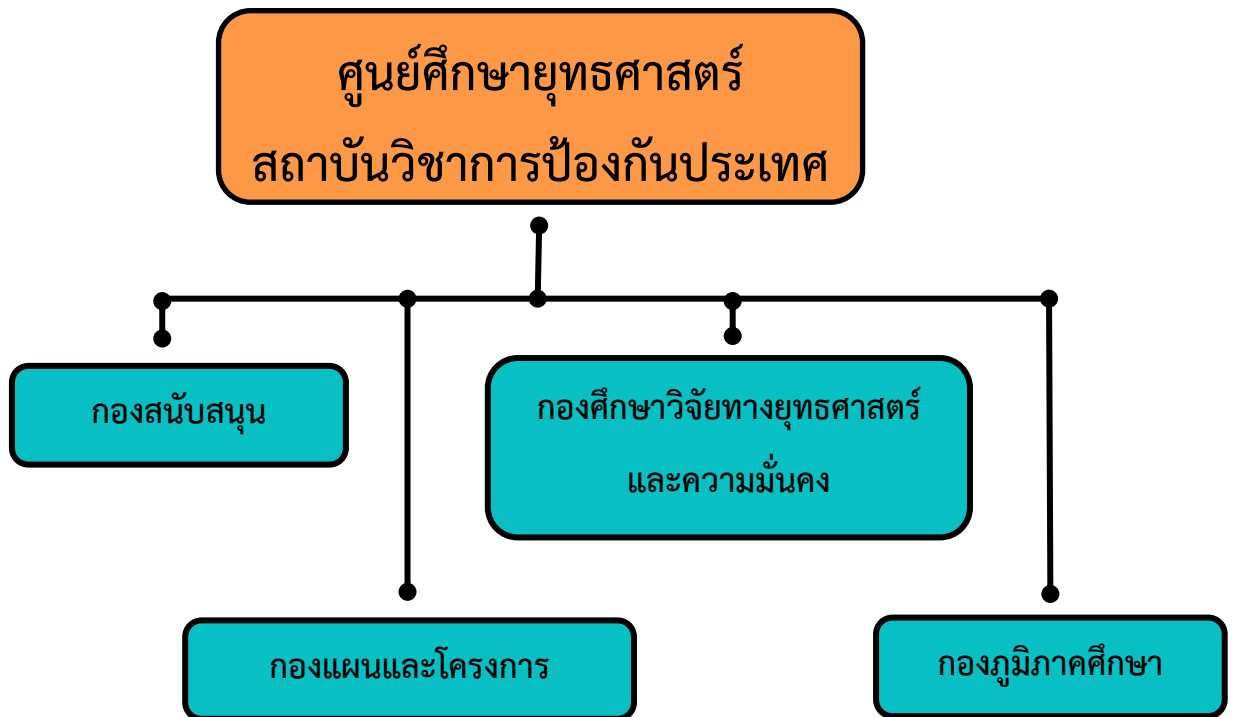 ศูนย์ศึกษายุทธศาสตร์
สถาบันวิชาการป้องกันประเทศ
กองสนับสนุน
กองศึกษาวิจัยทางยุทธศาสตร์
และความมั่นคง
กองแผนและโครงการ
กองภูมิภาคศึกษา